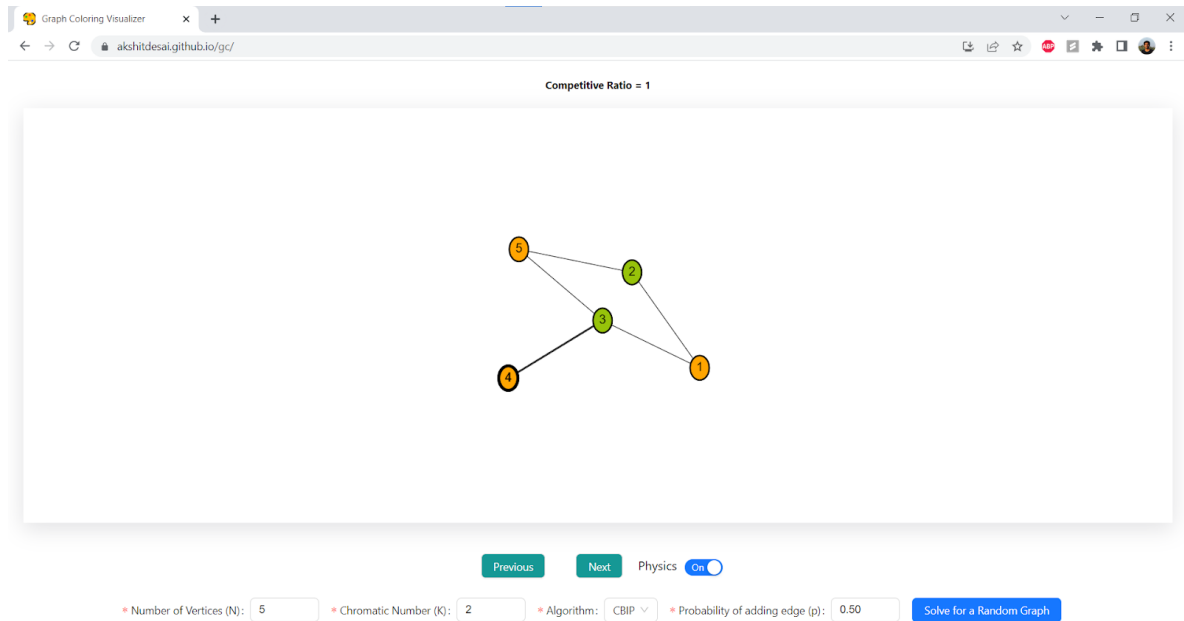 Graph Coloring Visualizer
akshitdesai.github.io/gc/
ABP
Competitive Ratio = 1
5
2
3
4
1
Previous Next Physics On
* Number of Vertices (N): 5 * Chromatic Number (K): 2 * Algorithm: CBIP * Probability of adding edge (p): 0.50 Solve for a Random Graph